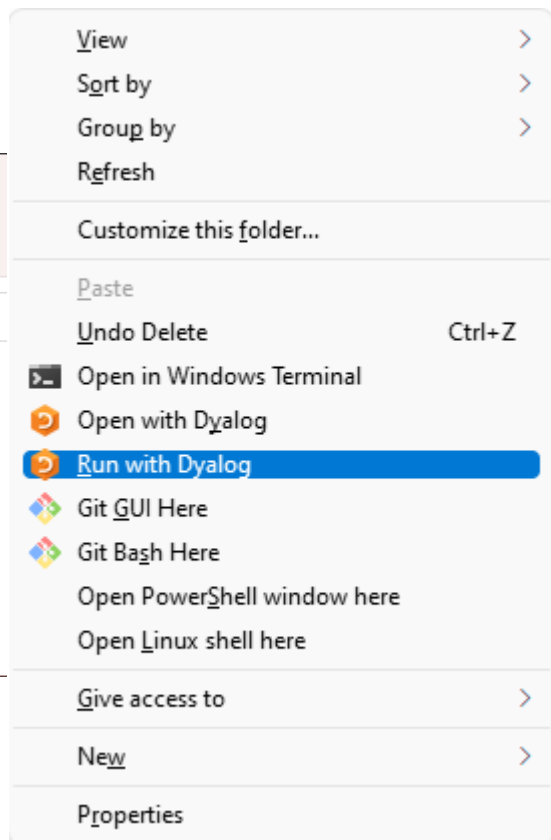 View
Sort by
Group by
Refresh
Customize this folder...
Paste
Undo Delete Ctrl+Z
Open in Windows Terminal
Open with Dyalog
Run with Dyalog
Git GUI Here
Git Bash Here
Open PowerShell window here
Open Linux shell here
Give access to
New
Properties